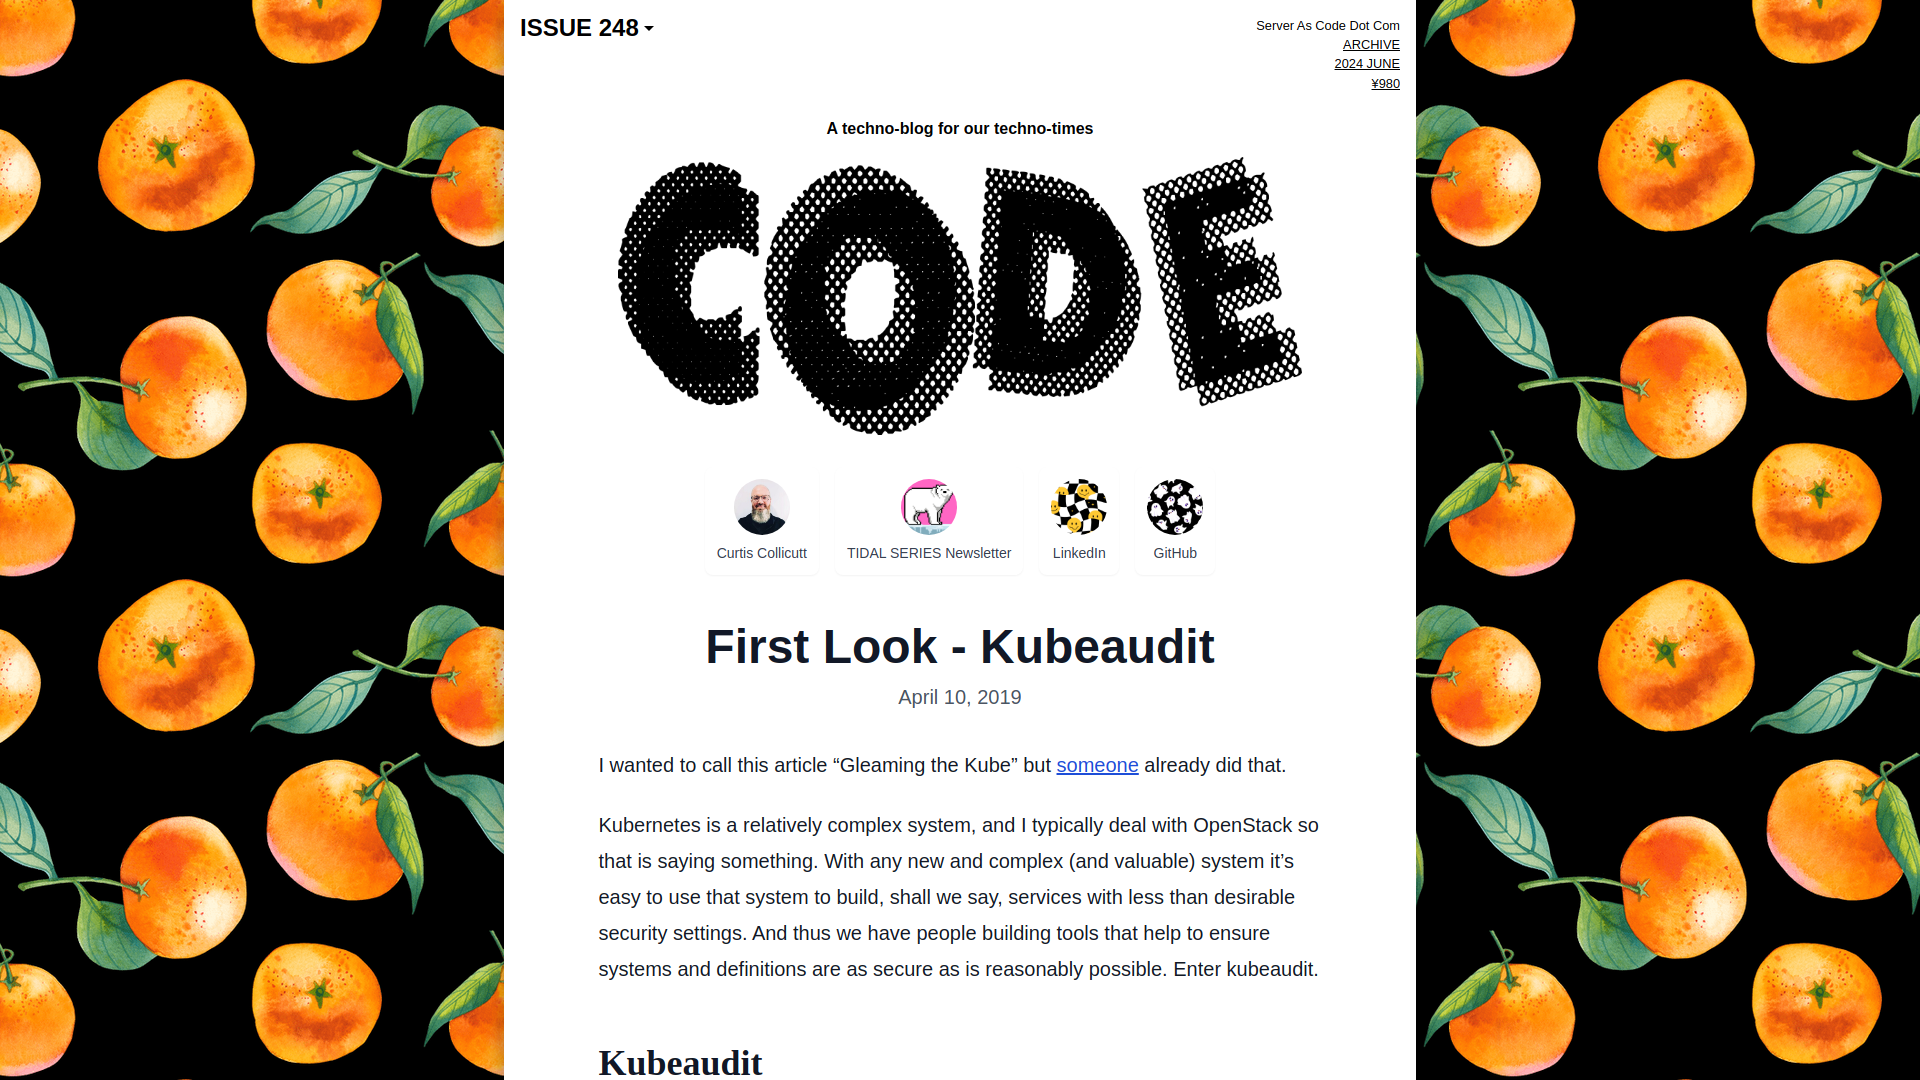 ISSUE 248
Server As Code Dot Com
ARCHIVE
2024 JUNE
¥980
A techno-blog for our techno-times
CODE
Curtis Collicutt
TIDAL SERIES Newsletter
LinkedIn
GitHub
First Look - Kubeaudit
April 10, 2019
I wanted to call this article “Gleaming the Kube” but someone already did that.
Kubernetes is a relatively complex system, and I typically deal with OpenStack so
that is saying something. With any new and complex (and valuable) system it’s
easy to use that system to build, shall we say, services with less than desirable
security settings. And thus we have people building tools that help to ensure
systems and definitions are as secure as is reasonably possible. Enter kubeaudit.
Kubeaudit